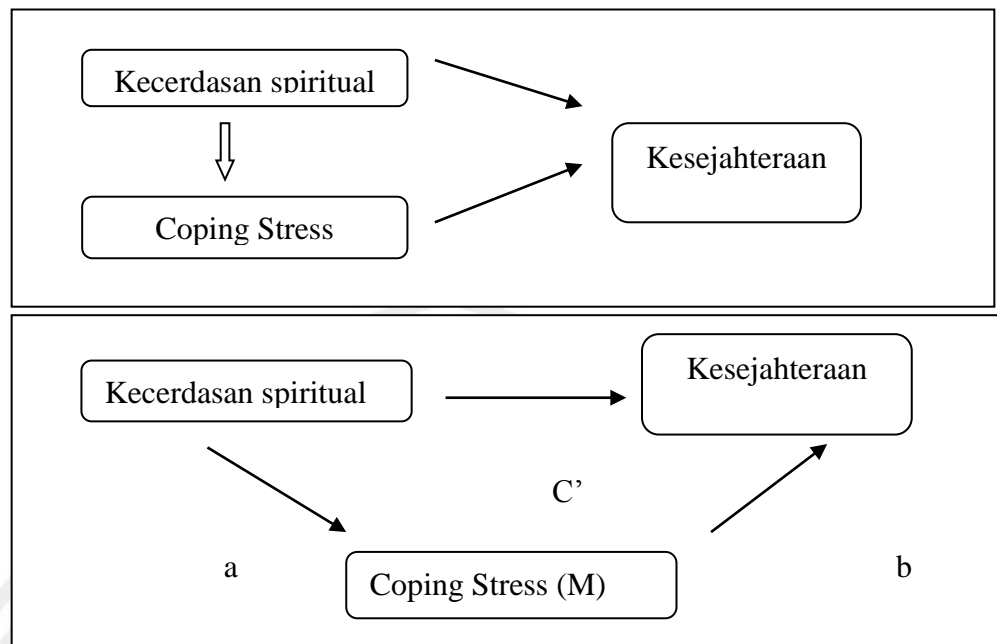 Kecerdasan spiritual
Kesejahteraan
Coping Stress
Kecerdasan spiritual
Kesejahteraan
C’
a
Coping Stress (M)
b